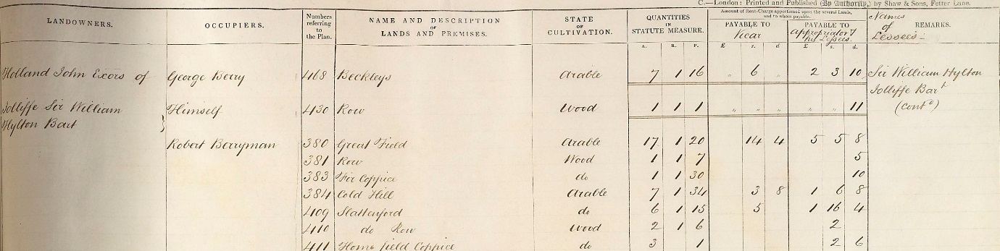 C.—London: Printed and Published (By Authority,) by Shaw & Sons, Fetter Lane.
LANDOWNERS. OCCUPIERS. Numbers referring to the Plan. NAME AND DESCRIPTION OF LANDS AND PREMISES. STATE OF CULTIVATION. QUANTITIES IN STATUTE MEASURE. Amount of Rent-Charge apportioned upon the several Lands, and to whom payable. PAYABLE TO Vicar PAYABLE TO Appropriator & his Lessees. Names of Lessees REMARKS.
A. R. P. £ s. d. £ s. d.
Holland John Exors of George Berry 468 Beckleys Arable 7 1 16 " 6 " 2 3 10 Sir William Hylton
Jolliffe Bart
Jolliffe Sir William Himself 430 Row Wood 1 1 1 " " " " " 11 (Contd)
Hylton Bart }
Robert Berryman 380 Great Field Arable 17 1 20 14 4 5 5 8
381 Row Wood 1 1 7 5
383 Fir Coppice do 1 1 30 10
384 Cold Hill Arable 7 1 34 3 8 1 6 8
409 Slattenford do 6 1 15 5 1 16 4
410 do Row Wood 2 1 6 2
411 Home field Coppice do 3 1 2 6